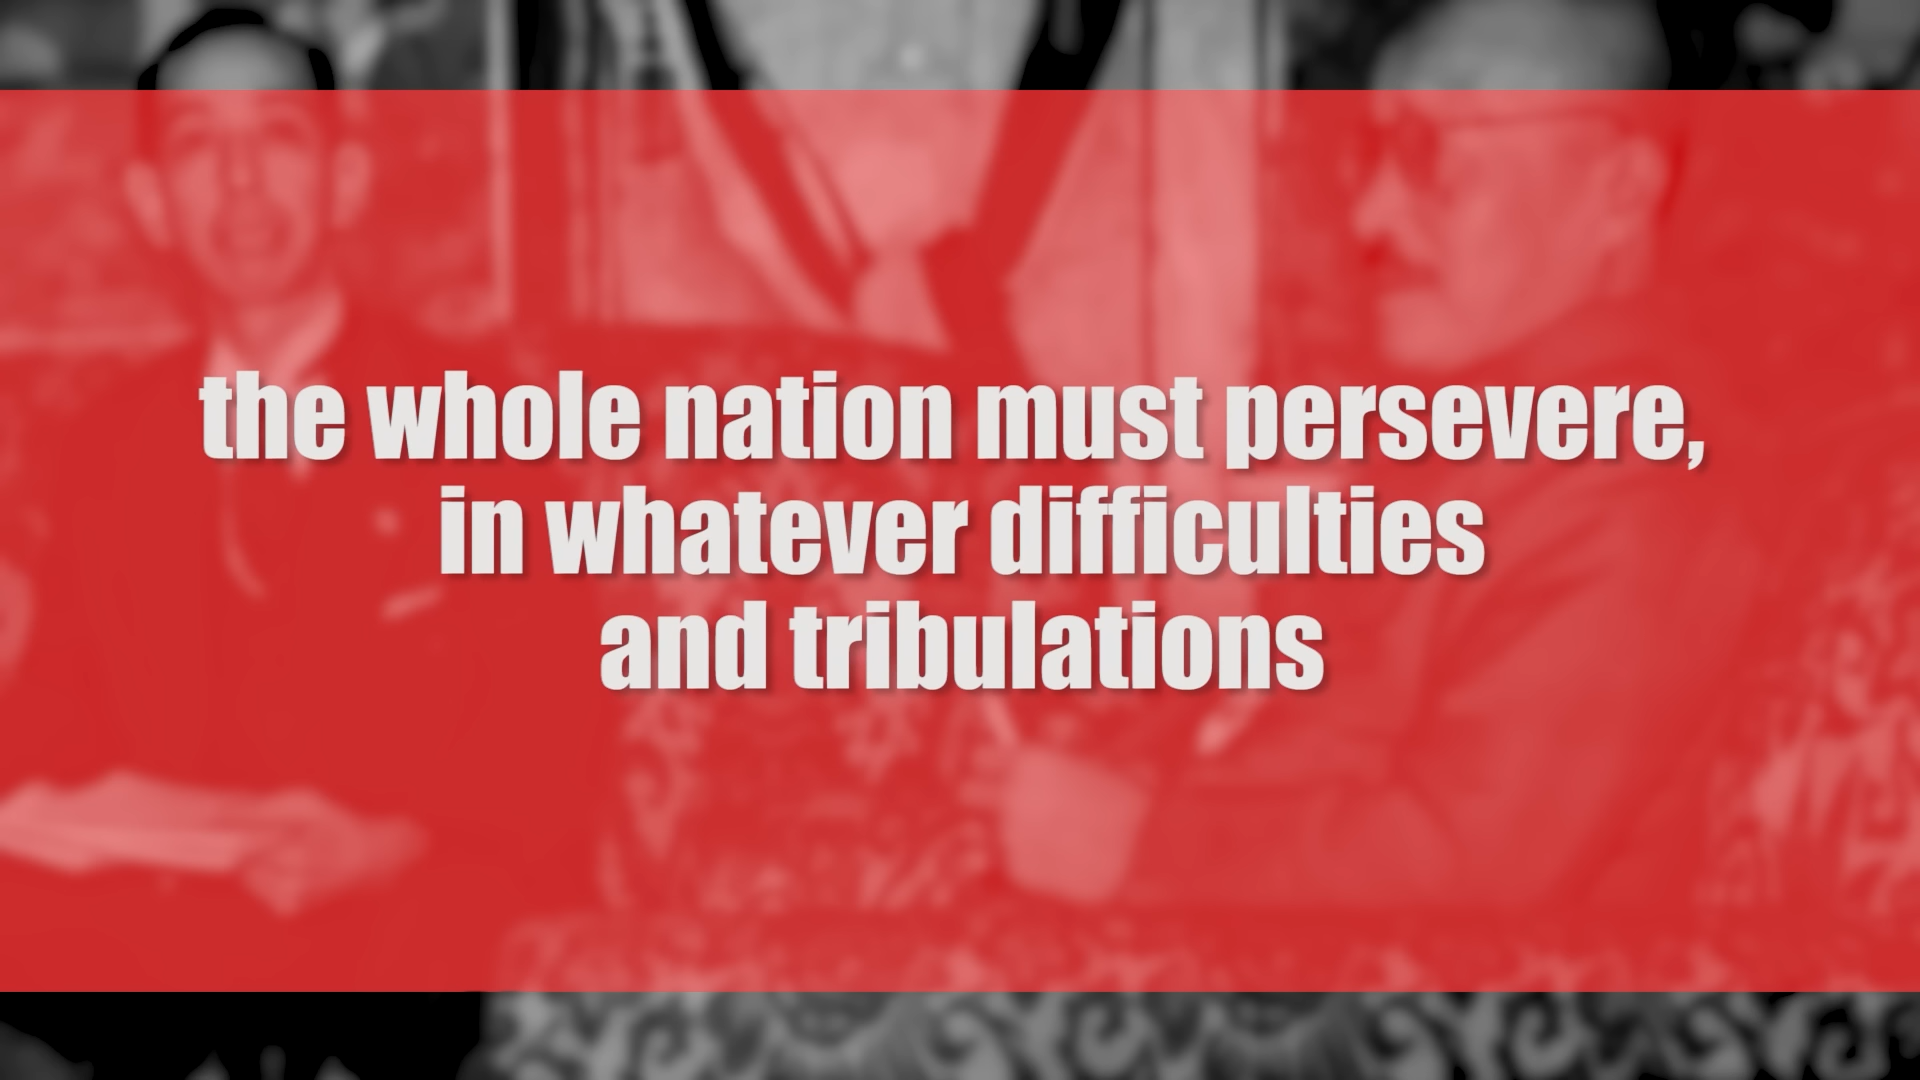 the whole nation must persevere,
in whatever difficulties
and tribulations